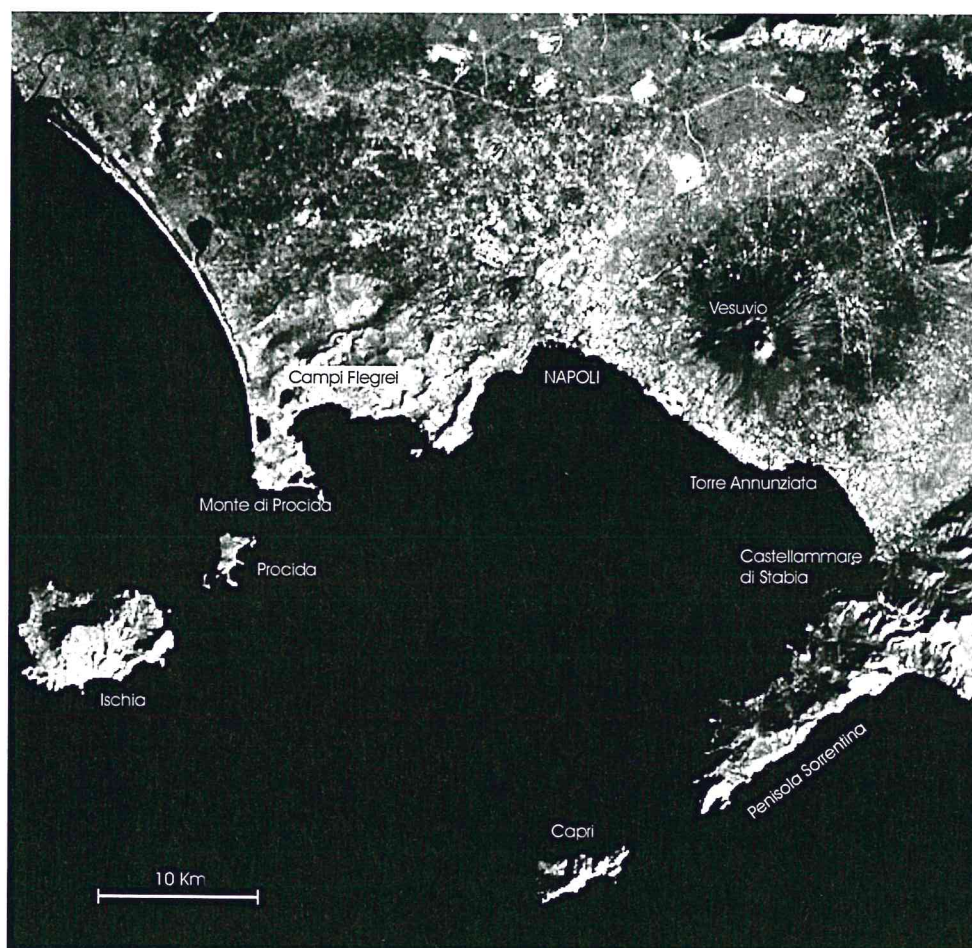 Vesuvio
Campi Flegrei
NAPOLI
Torre Annunziata
Monte di Procida
Castellammare
di Stabia
Procida
Ischia
Penisola Sorrentina
Capri
10 Km